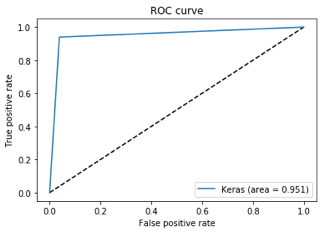 ROC curve
1.0
0.8
0.6
0.4
0.2
0.0
True positive rate
Keras (area = 0.951)
0.0 0.2 0.4 0.6 0.8 1.0
False positive rate